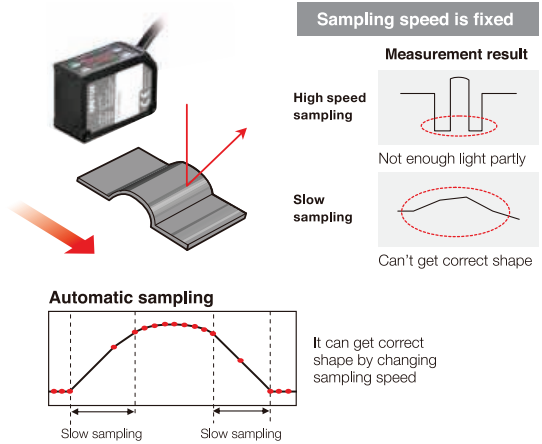 Sampling speed is fixed
Measurement result
High speed
sampling
Not enough light partly
Slow
sampling
Can't get correct shape
Automatic sampling
It can get correct
shape by changing
sampling speed
Slow sampling
Slow sampling